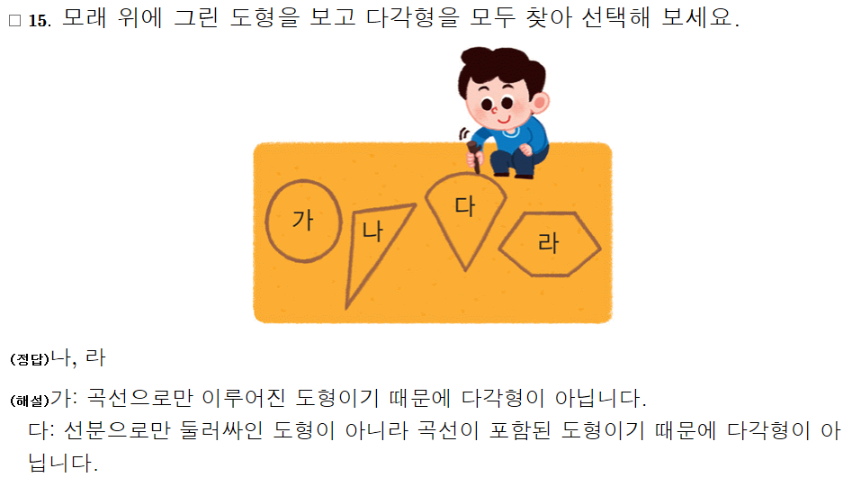 □ 15. 모래 위에 그린 도형을 보고 다각형을 모두 찾아 선택해 보세요.
가
나
다
라
(정답)나, 라
(해설)가: 곡선으로만 이루어진 도형이기 때문에 다각형이 아닙니다.
다: 선분으로만 둘러싸인 도형이 아니라 곡선이 포함된 도형이기 때문에 다각형이 아
닙니다.